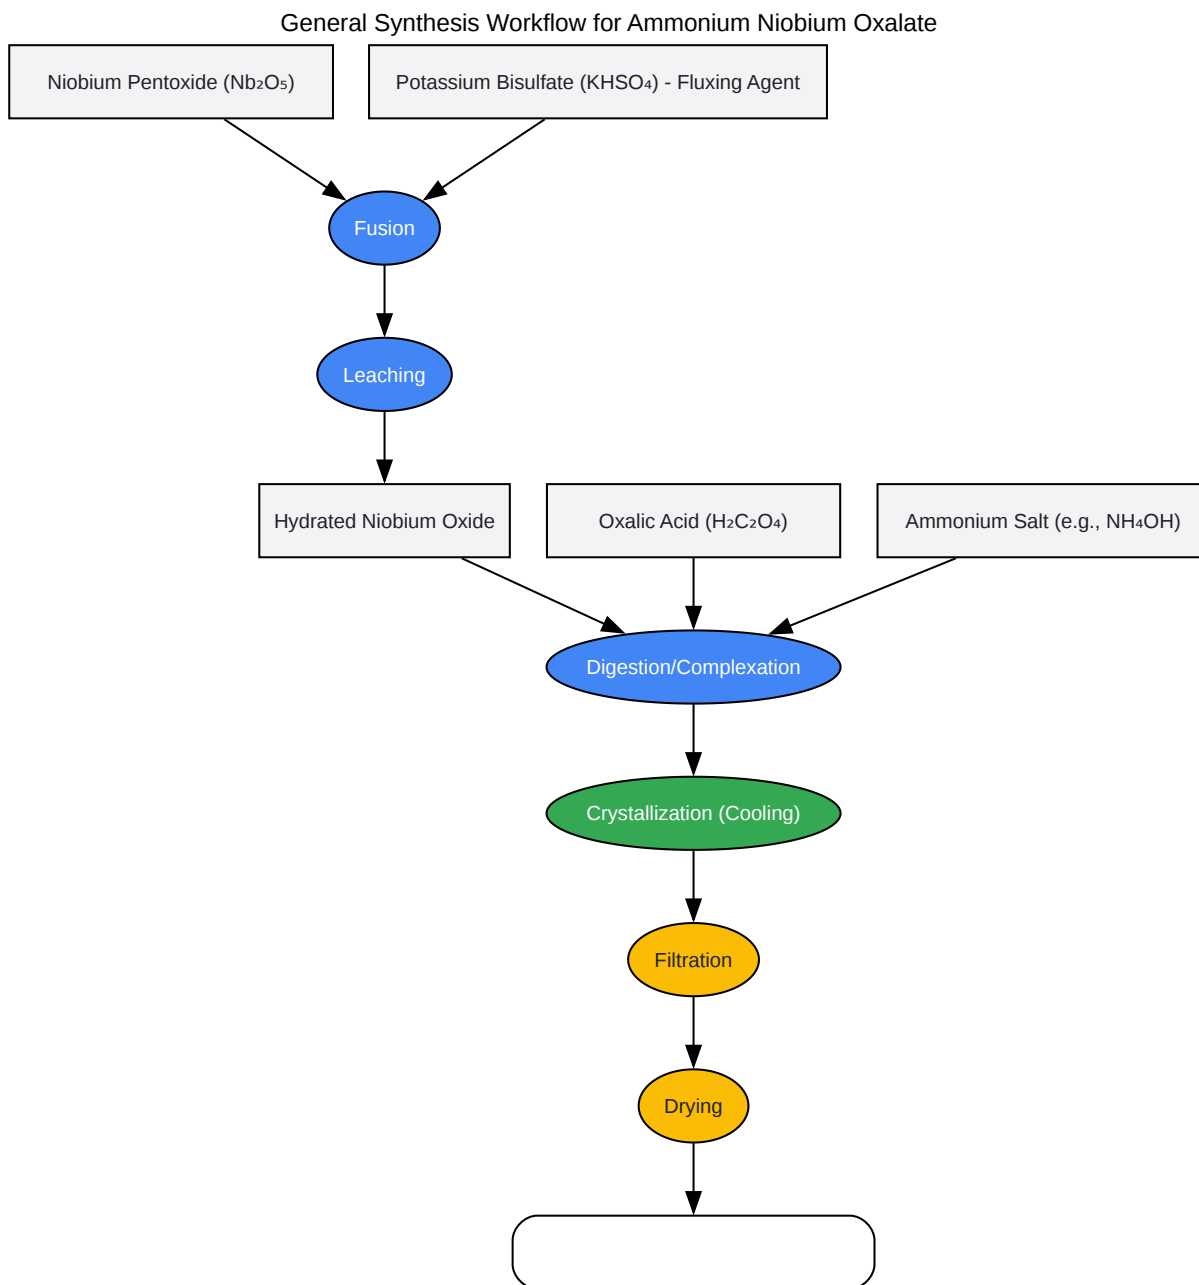 General Synthesis Workflow for Ammonium Niobium Oxalate
Niobium Pentoxide (Nb₂O₅)
Potassium Bisulfate (KHSO₄) - Fluxing Agent
Fusion
Leaching
Hydrated Niobium Oxide
Oxalic Acid (H₂C₂O₄)
Ammonium Salt (e.g., NH₄OH)
Digestion/Complexation
Crystallization (Cooling)
Filtration
Drying